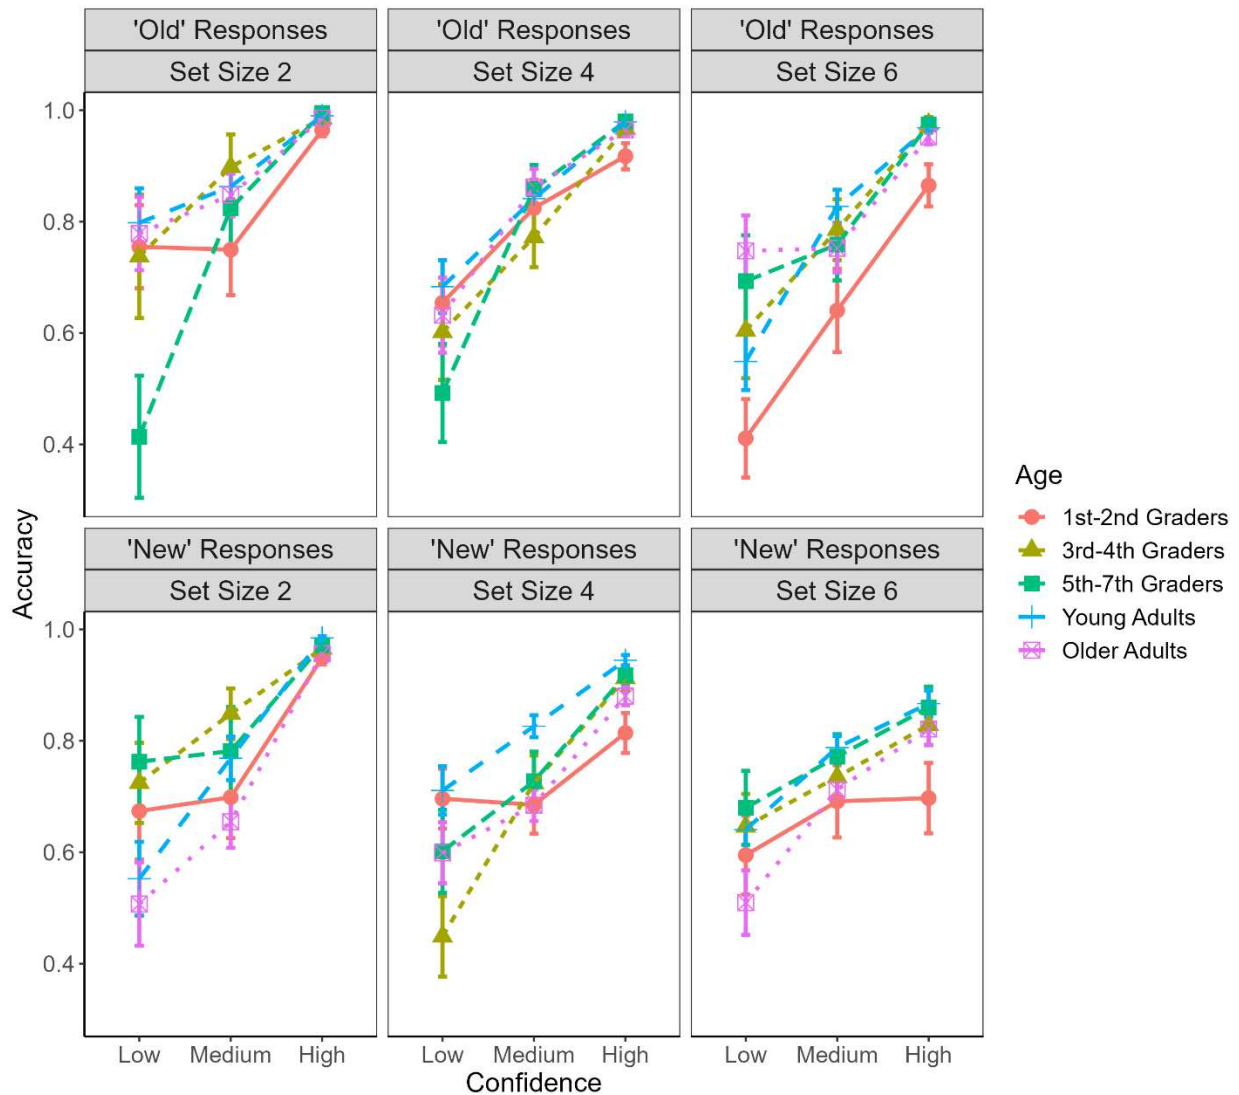 'Old' Responses
'Old' Responses
'Old' Responses
Set Size 2
Set Size 4
Set Size 6
1.0
0.8
0.6
0.4
Accuracy
'New' Responses
'New' Responses
'New' Responses
Set Size 2
Set Size 4
Set Size 6
1.0
0.8
0.6
0.4
Low Medium High
Low Medium High
Low Medium High
Confidence
Age
1st-2nd Graders
3rd-4th Graders
5th-7th Graders
Young Adults
Older Adults